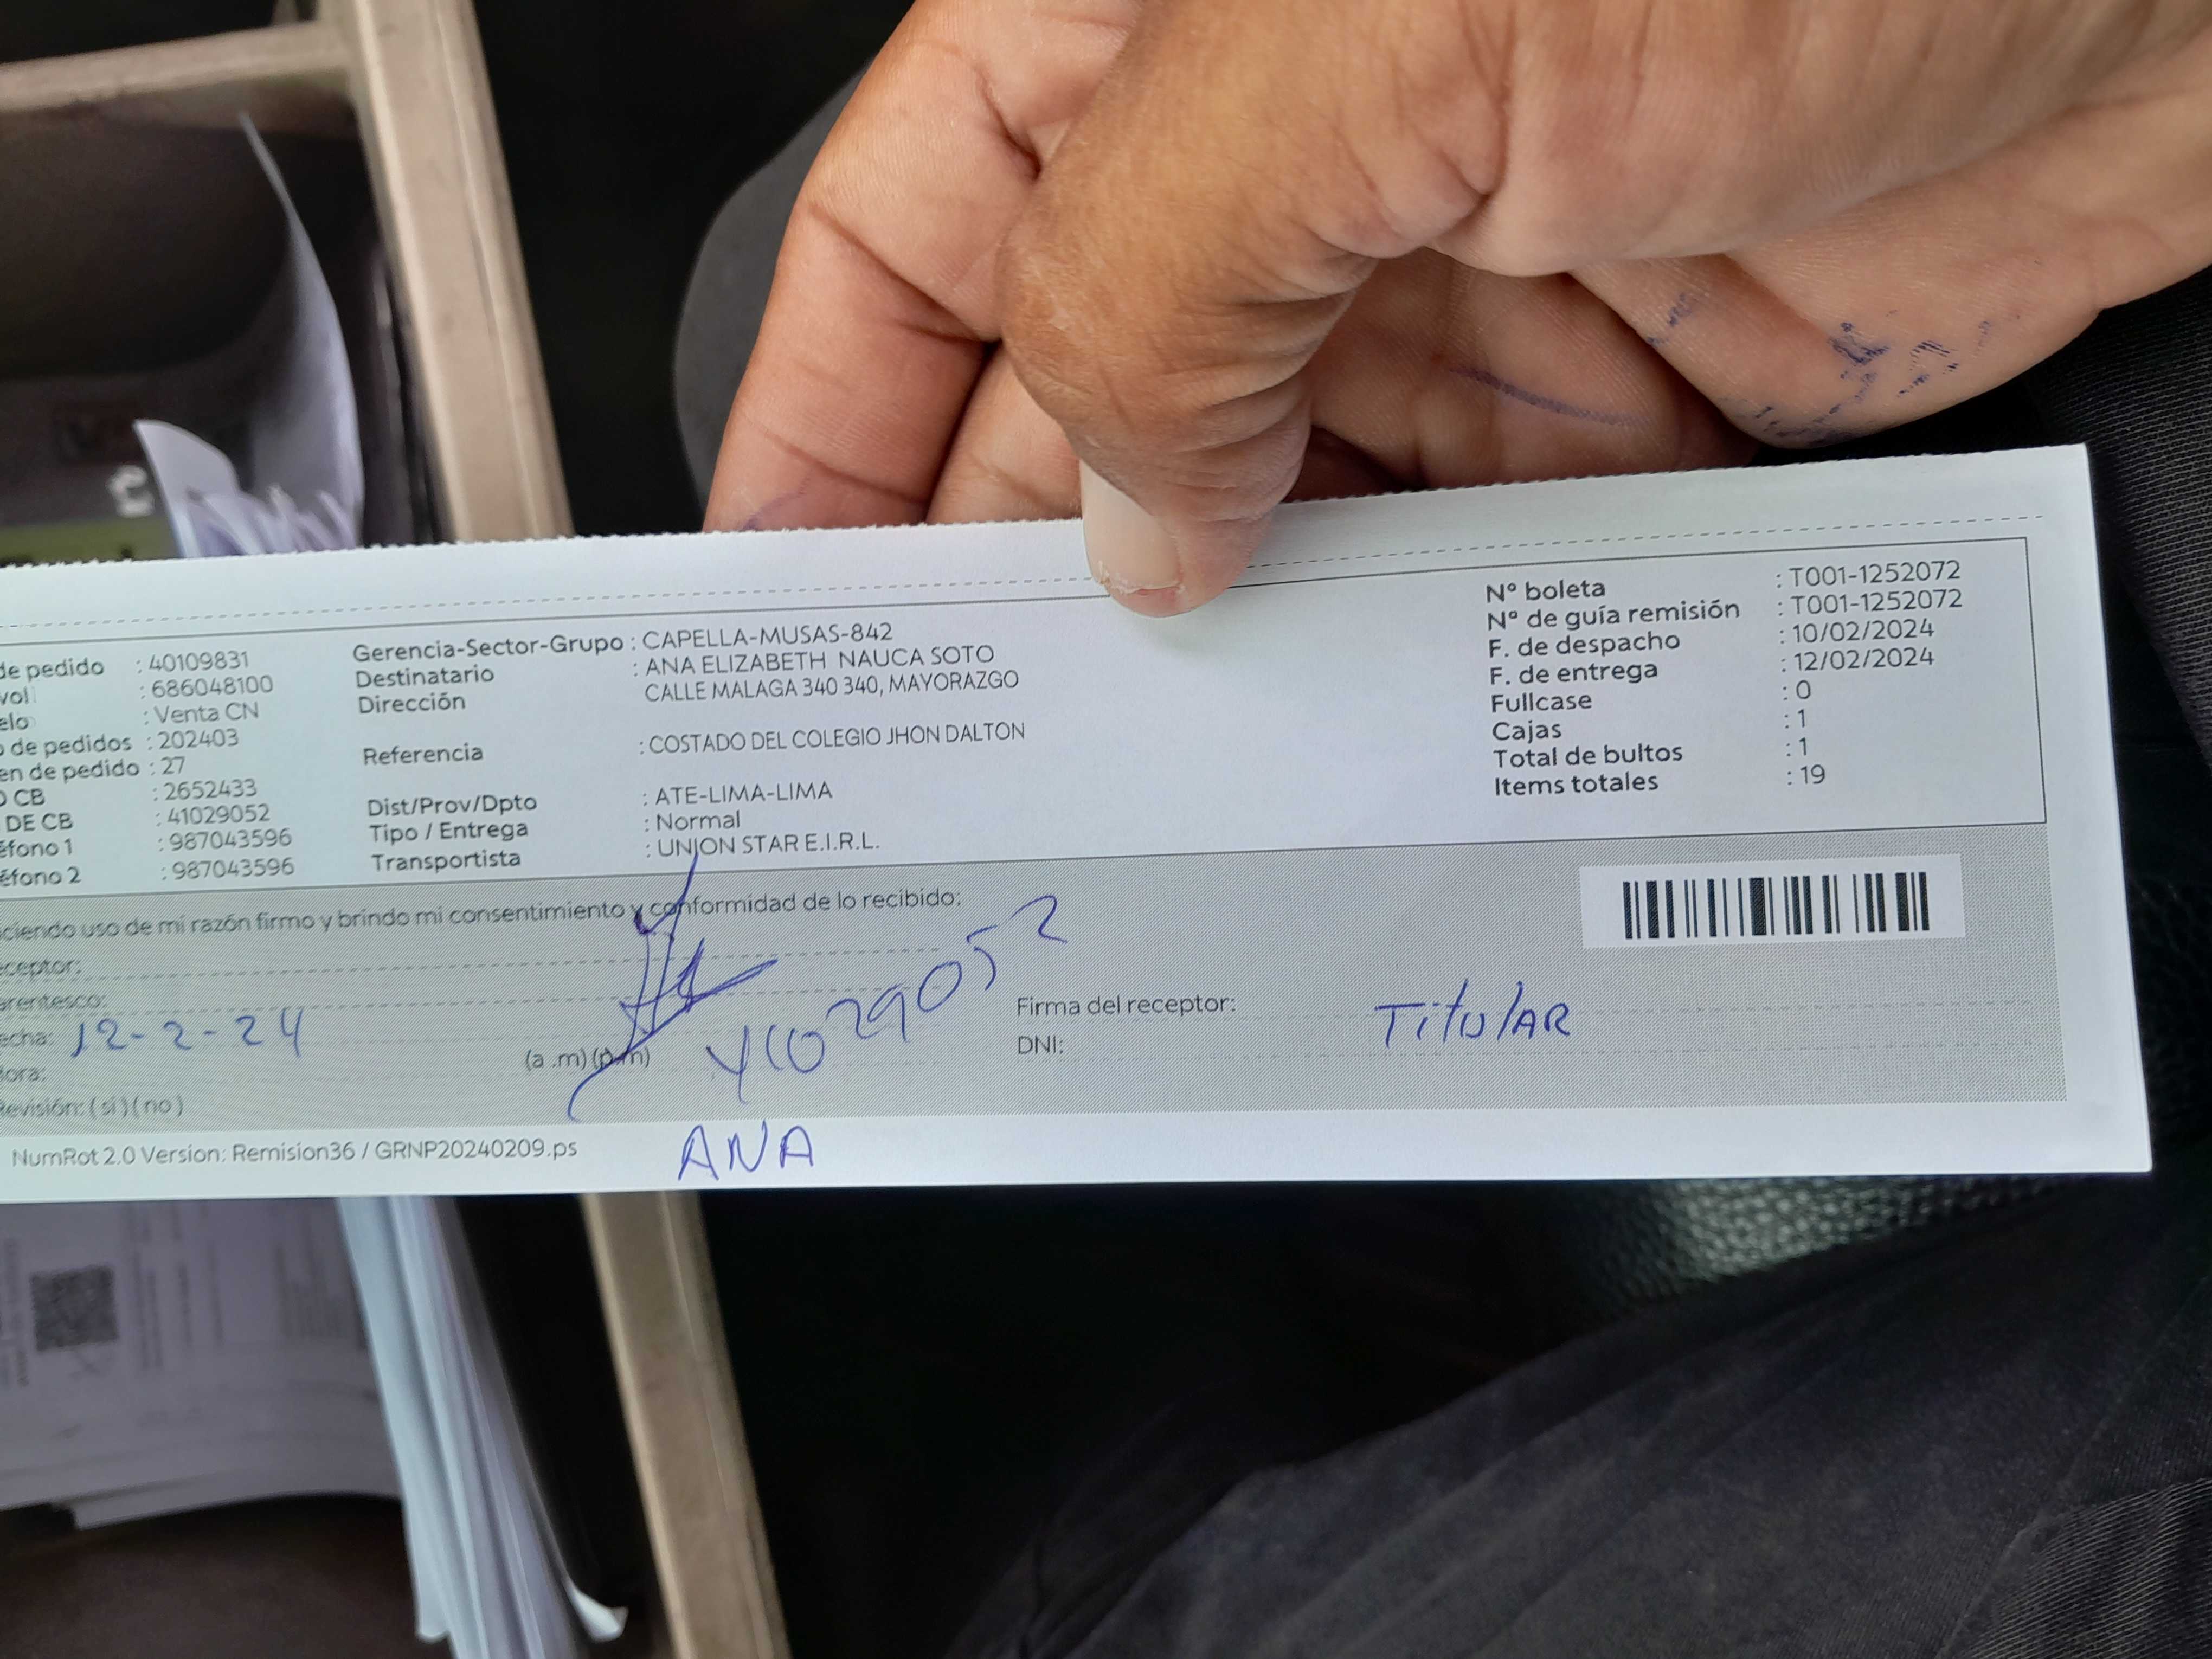 de pedido : 40109831
vol : 686048100
elo : Venta CN
o de pedidos : 202403
en de pedido : 27
O CB : 2652433
DE CB : 41029052
éfono 1 : 987043596
éfono 2 : 987043596
Gerencia-Sector-Grupo : CAPELLA-MUSAS-842
Destinatario : ANA ELIZABETH NAUCA SOTO
Dirección CALLE MALAGA 340 340, MAYORAZGO
Referencia : COSTADO DEL COLEGIO JHON DALTON
Dist/Prov/Dpto : ATE-LIMA-LIMA
Tipo / Entrega : Normal
Transportista : UNION STAR E.I.R.L.
N° boleta : T001-1252072
N° de guía remisión : T001-1252072
F. de despacho : 10/02/2024
F. de entrega : 12/02/2024
Fullcase : 0
Cajas : 1
Total de bultos : 1
Items totales : 19
ciendo uso de mi razón firmo y brindo mi consentimiento y conformidad de lo recibido:
ceptor:
arentesco:
echa: 12-2-24
ora: (a .m) (p.m)
Revisión: (si) (no)
41029052
Firma del receptor:
DNI:
TitulAR
NumRot 2.0 Version: Remision36 / GRNP20240209.ps
ANA